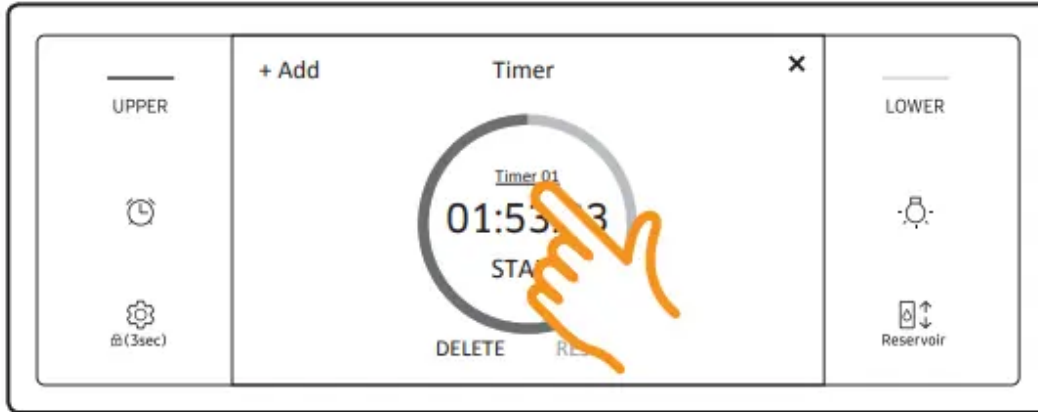 UPPER
(3sec)
+ Add
Timer
×
Timer 01
DELETE
LOWER
Reservoir